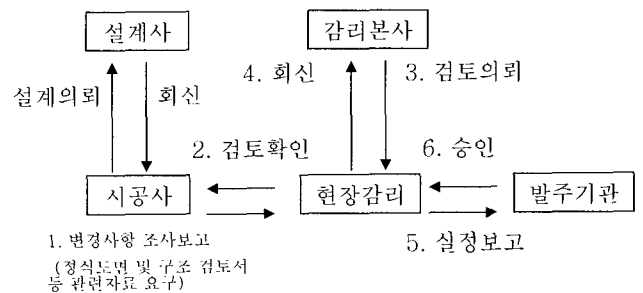 설계사
감리본사
설계의뢰
회신
4. 회신
3. 검토의뢰
2. 검토확인
6. 승인
시공사
현장감리
발주기관
1. 변경사항 조사보고
(정식도면 및 구조 검토서
등 관련자료 요구)
5. 실정보고